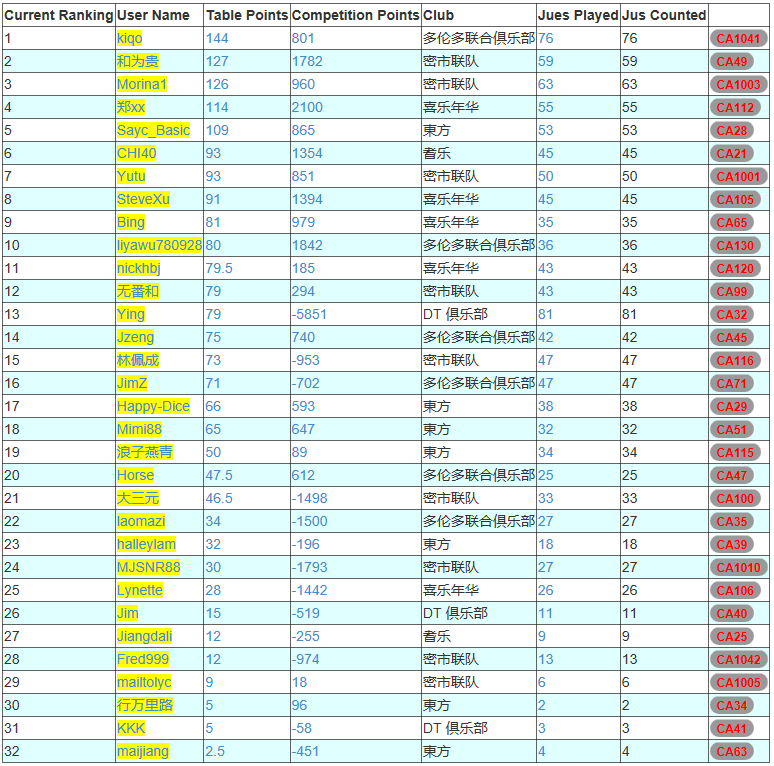 Current Ranking User Name Table Points Competition Points Club Jues Played Jus Counted
1 kiqo 144 801 多伦多联合俱乐部 76 76 CA1041
2 和为贵 127 1782 密市联队 59 59 CA49
3 Morina1 126 960 密市联队 63 63 CA1003
4 郑xx 114 2100 喜乐年华 55 55 CA112
5 Sayc_Basic 109 865 東方 53 53 CA28
6 CHI40 93 1354 耆乐 45 45 CA21
7 Yutu 93 851 密市联队 50 50 CA1001
8 SteveXu 91 1394 喜乐年华 45 45 CA105
9 Bing 81 979 喜乐年华 35 35 CA65
10 liyawu780928 80 1842 多伦多联合俱乐部 36 36 CA130
11 nickhbj 79.5 185 喜乐年华 43 43 CA120
12 无番和 79 294 密市联队 43 43 CA99
13 Ying 79 -5851 DT 俱乐部 81 81 CA32
14 Jzeng 75 740 多伦多联合俱乐部 42 42 CA45
15 林佩成 73 -953 密市联队 47 47 CA116
16 JimZ 71 -702 多伦多联合俱乐部 47 47 CA71
17 Happy-Dice 66 593 東方 38 38 CA29
18 Mimi88 65 647 東方 32 32 CA51
19 浪子燕青 50 89 東方 34 34 CA115
20 Horse 47.5 612 多伦多联合俱乐部 25 25 CA47
21 大三元 46.5 -1498 密市联队 33 33 CA100
22 laomazi 34 -1500 多伦多联合俱乐部 27 27 CA35
23 halleylam 32 -196 東方 18 18 CA39
24 MJSNR88 30 -1793 密市联队 27 27 CA1010
25 Lynette 28 -1442 喜乐年华 26 26 CA106
26 Jim 15 -519 DT 俱乐部 11 11 CA40
27 Jiangdali 12 -255 耆乐 9 9 CA25
28 Fred999 12 -974 密市联队 13 13 CA1042
29 mailtolyc 9 18 密市联队 6 6 CA1005
30 行万里路 5 96 東方 2 2 CA34
31 KKK 5 -58 DT 俱乐部 3 3 CA41
32 maijiang 2.5 -451 東方 4 4 CA63